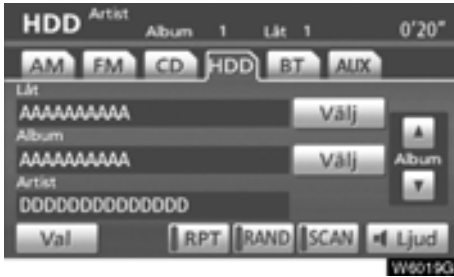 HDD Artist Album 1 Låt 1 0'20"
AM FM CD HDD BT AUX
Låt
AAAAAAAAAA Välj
Album
AAAAAAAAAA Välj Album
Artist
DDDDDDDDDDDDDD
Val RPT RAND SCAN Ljud
W6019G